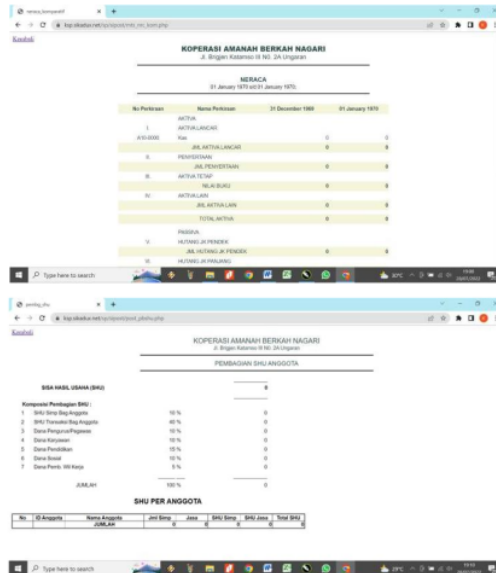 neraca_komparatif
Kembali
KOPERASI AMANAH BERKAH NAGARI
Jl. Brigjen Katamso III N0. 2A Ungaran
NERACA
01 January 1970 s/d 01 January 1970
No Perkiraan Nama Perkiraan 31 December 1969 01 January 1970
AKTIVA
I. AKTIVA LANCAR
Kas 0 0
JML AKTIVA LANCAR 0 0
II. PENYERTAAN
JML PENYERTAAN 0 0
III. AKTIVA TETAP
NILAI BUKU 0 0
IV. AKTIVA LAIN
JML AKTIVA LAIN 0 0
TOTAL AKTIVA 0 0
PASSIVA
V. HUTANG JK PENDEK
JML HUTANG JK PENDEK 0 0
VI. HUTANG JK PANJANG
Type here to search
Kembali
KOPERASI AMANAH BERKAH NAGARI
Jl. Brigjen Katamso III N0. 2A Ungaran
PEMBAGIAN SHU ANGGOTA
SISA HASIL USAHA (SHU) 0
Komposisi Pembagian SHU :
1 SHU Simp Bag Anggota 10 % 0
2 SHU Transaksi Bag Anggota 40 % 0
3 Dana Pengurus/Pegawas 10 % 0
4 Dana Karyawan 10 % 0
5 Dana Pendidikan 15 % 0
6 Dana Sosial 10 % 0
7 Dana Pemb. Wil Kerja 5 % 0
JUMLAH 100 % 0
SHU PER ANGGOTA
No ID Anggota Nama Anggota Jml Simp Jasa SHU Simp SHU Jasa Total SHU
JUMLAH 0 0 0 0 0
Type here to search